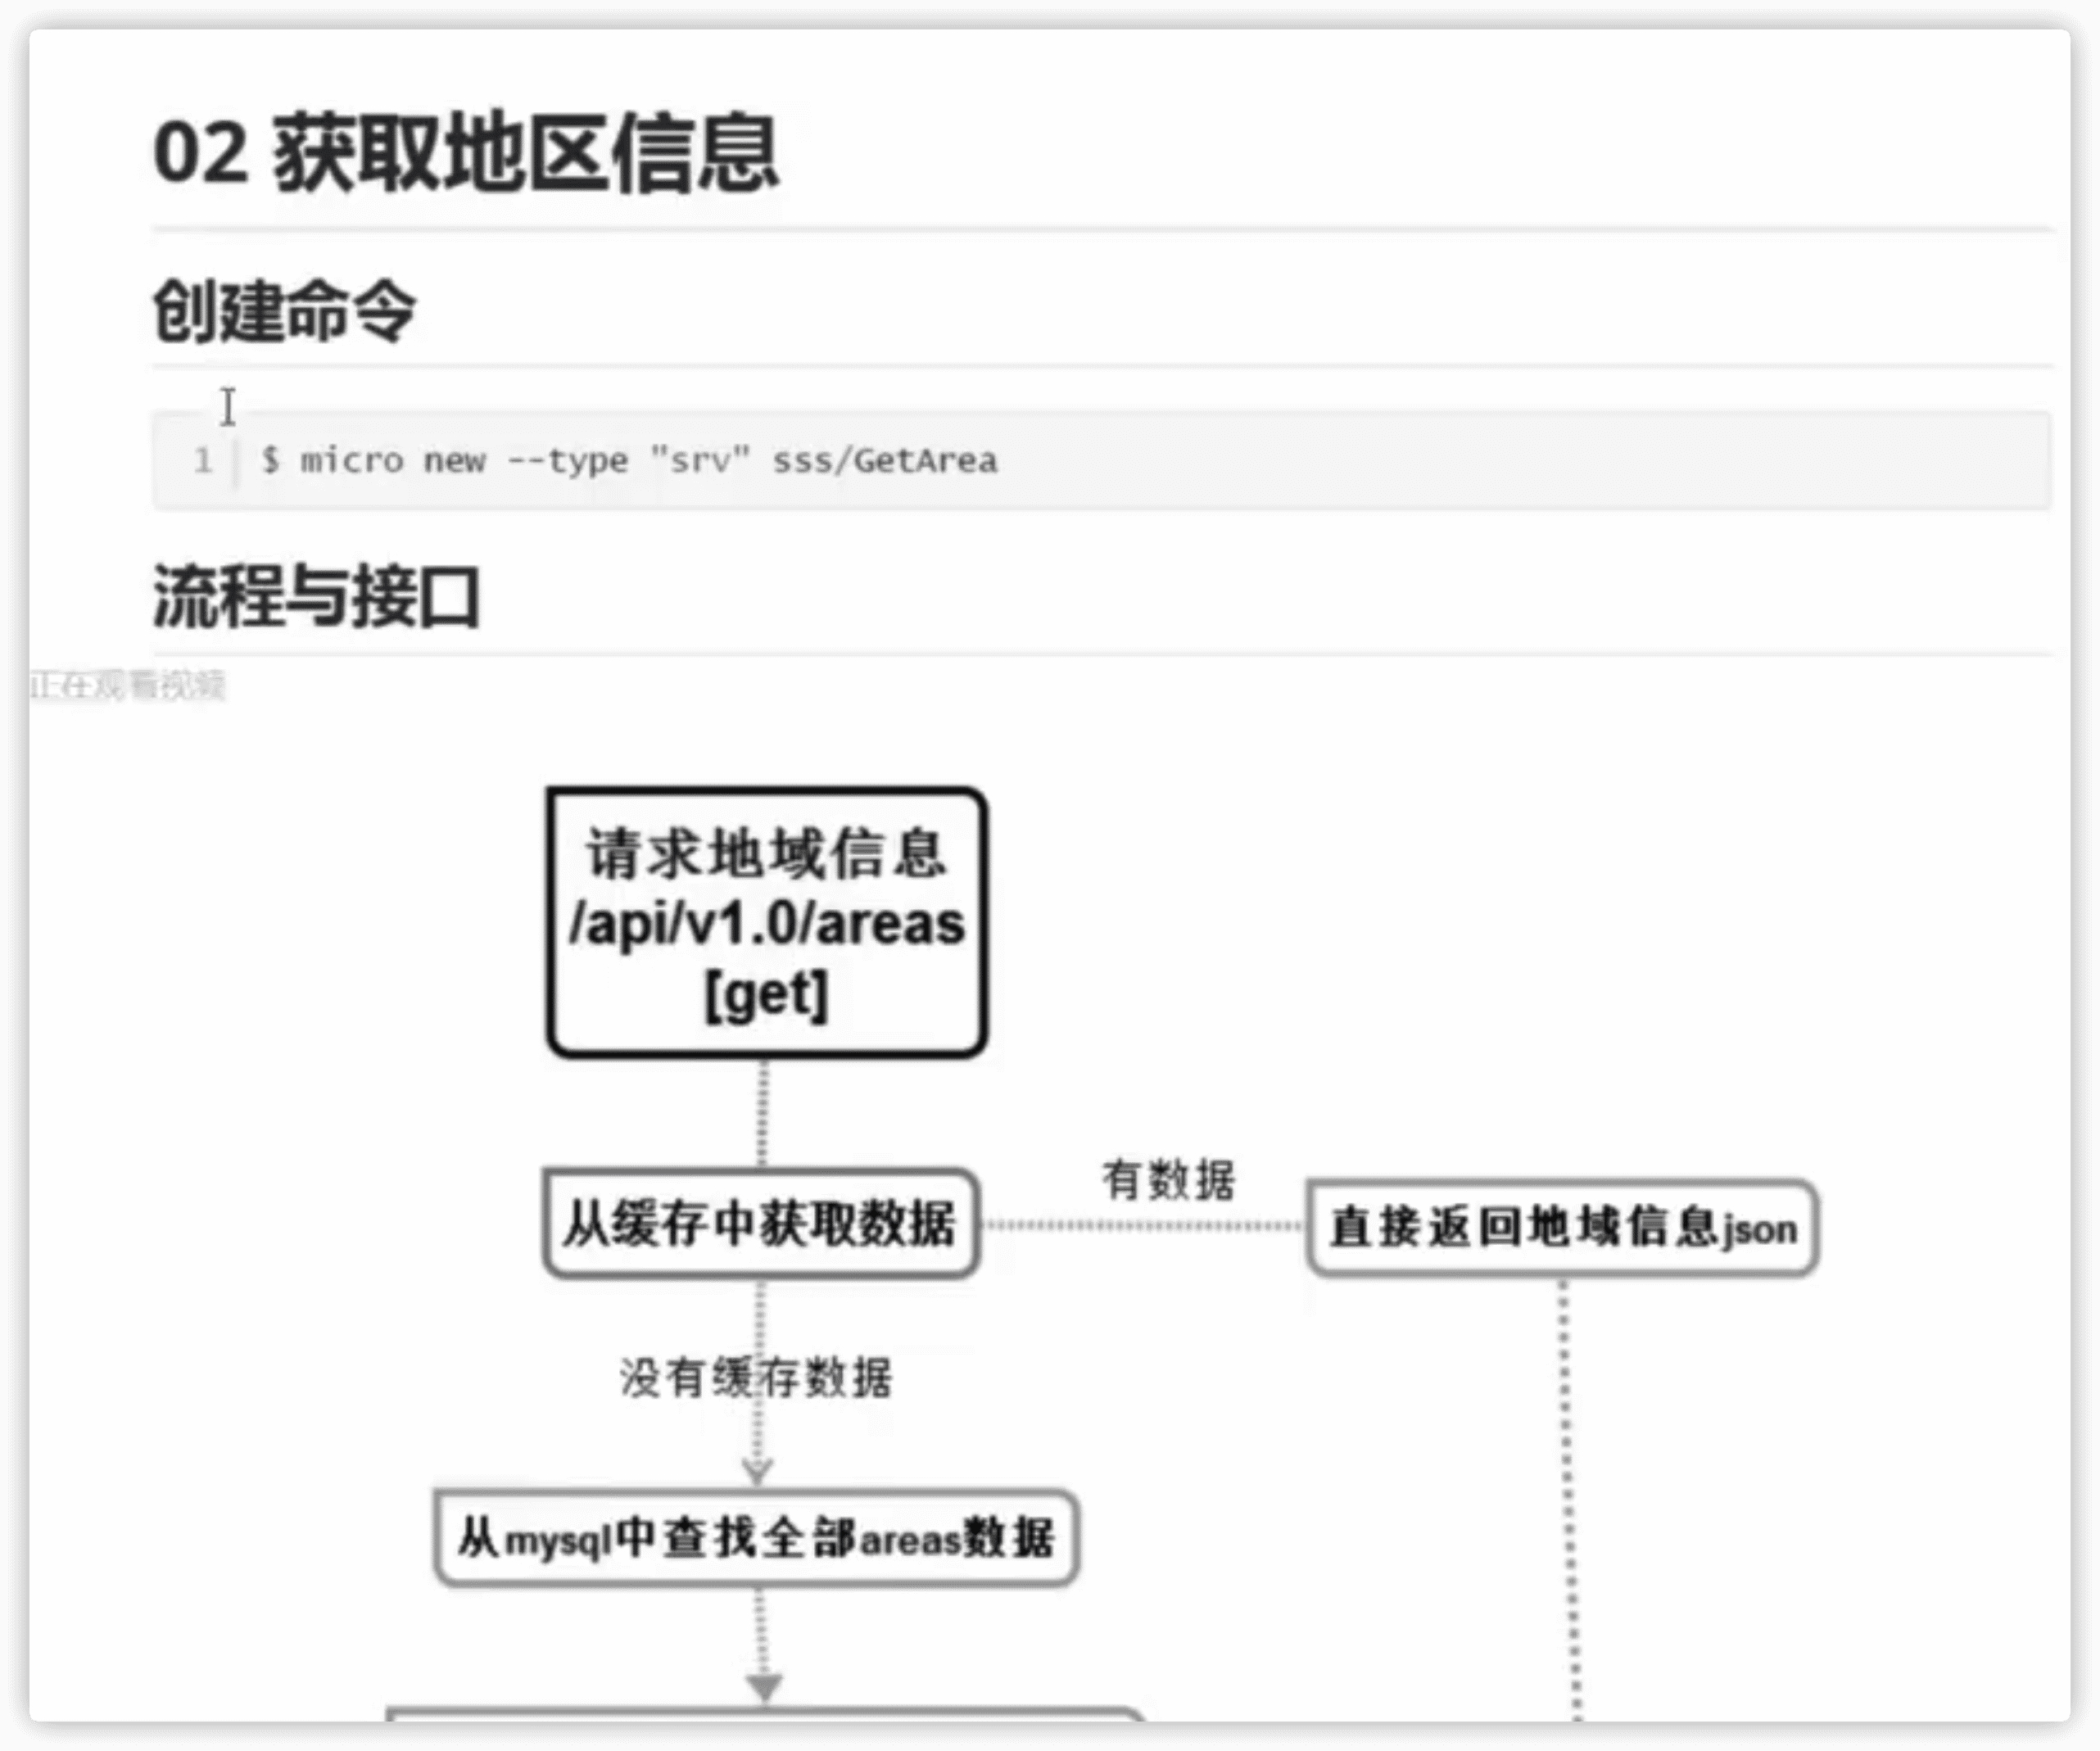 02 获取地区信息
创建命令
1 $ micro new --type "srv" sss/GetArea
流程与接口
正在观看视频
请求地域信息
/api/v1.0/areas
[get]
有数据
从缓存中获取数据
直接返回地域信息json
没有缓存数据
从mysql中查找全部areas数据